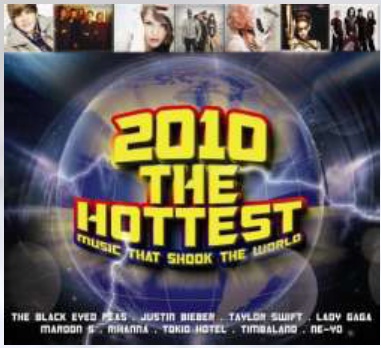 2010
THE
HOTTEST
MUSIC THAT SHOOK THE WORLD
THE BLACK EYED PEAS . JUSTIN BIEBER . TAYLOR SWIFT . LADY GAGA
MAROON 5 . RIHANNA . TOKIO HOTEL . TIMBALAND . NE-YO